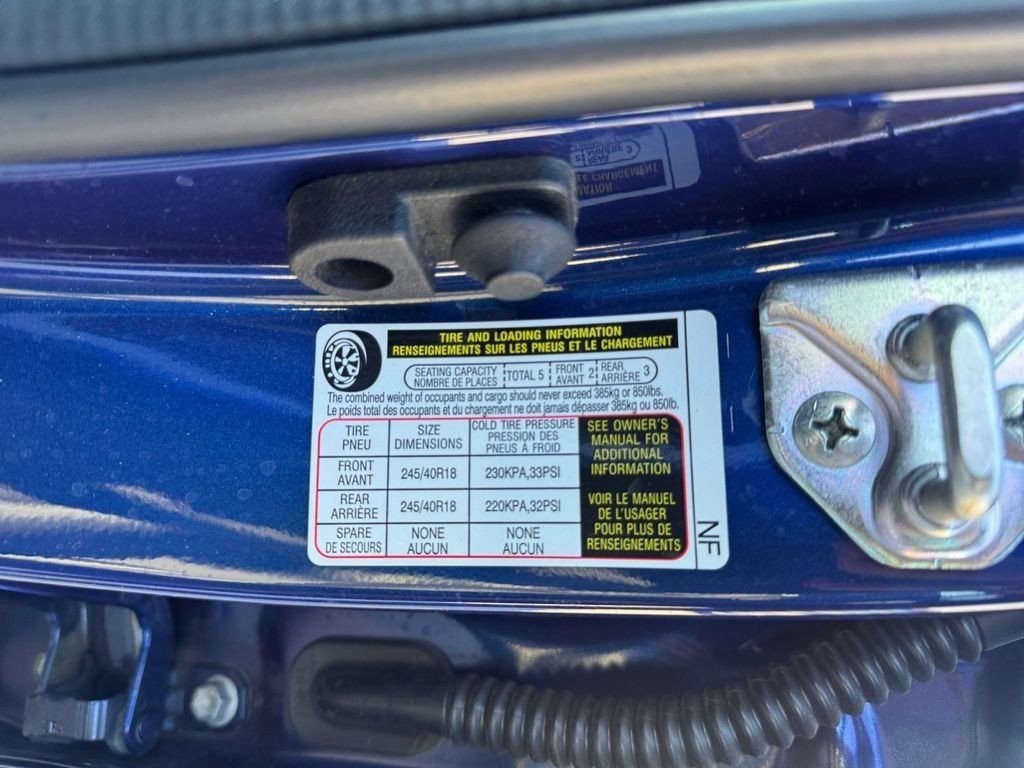 TIRE AND LOADING INFORMATION
RENSEIGNEMENTS SUR LES PNEUS ET LE CHARGEMENT
SEATING CAPACITY
NOMBRE DE PLACES
TOTAL 5
FRONT
AVANT 2
REAR
ARRIÈRE 3
The combined weight of occupants and cargo should never exceed 385kg or 850lbs.
Le poids total des occupants et du chargement ne doit jamais dépasser 385kg ou 850lb.
TIRE
PNEU
SIZE
DIMENSIONS
COLD TIRE PRESSURE
PRESSION DES
PNEUS À FROID
FRONT
AVANT
245/40R18
230KPA,33PSI
REAR
ARRIÈRE
245/40R18
220KPA,32PSI
SPARE
DE SECOURS
NONE
AUCUN
NONE
AUCUN
SEE OWNER'S
MANUAL FOR
ADDITIONAL
INFORMATION
VOIR LE MANUEL
DE L'USAGER
POUR PLUS DE
RENSEIGNEMENTS
NF